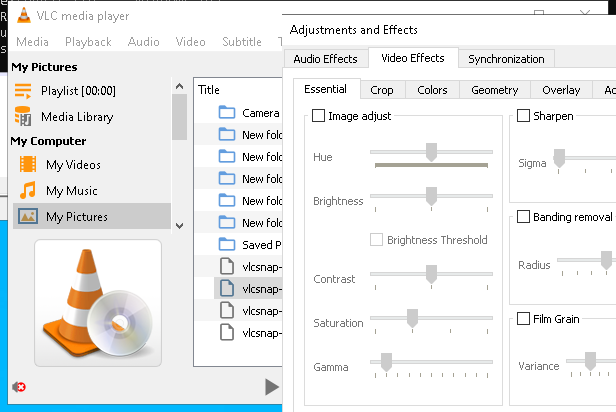 VLC media player
Media Playback Audio Video Subtitle
My Pictures
Playlist [00:00]
Media Library
My Computer
My Videos
My Music
My Pictures
Title
Camera
New fold
New fold
New fold
New fold
New fold
Saved P
vlcsnap-
vlcsnap-
vlcsnap-
vlcsnap-
Adjustments and Effects
Audio Effects Video Effects Synchronization
Essential Crop Colors Geometry Overlay
Image adjust
Hue
Brightness
Brightness Threshold
Contrast
Saturation
Gamma
Sharpen
Sigma
Banding removal
Radius
Film Grain
Variance